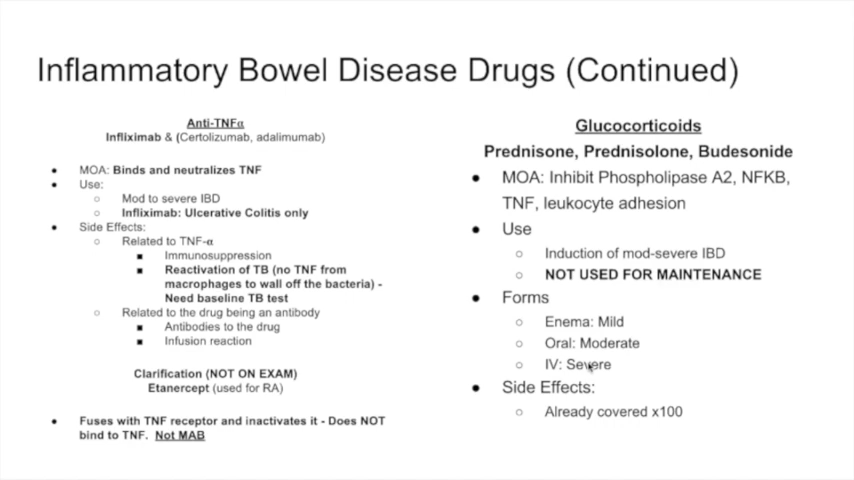 Inflammatory Bowel Disease Drugs (Continued)
Anti-TNFα
Infliximab & (Certolizumab, adalimumab)
● MOA: Binds and neutralizes TNF
● Use:
○ Mod to severe IBD
○ Infliximab: Ulcerative Colitis only
● Side Effects:
○ Related to TNF-α
■ Immunosuppression
■ Reactivation of TB (no TNF from
macrophages to wall off the bacteria) -
Need baseline TB test
○ Related to the drug being an antibody
■ Antibodies to the drug
■ Infusion reaction
Clarification (NOT ON EXAM)
Etanercept (used for RA)
● Fuses with TNF receptor and inactivates it - Does NOT
bind to TNF. Not MAB
Glucocorticoids
Prednisone, Prednisolone, Budesonide
● MOA: Inhibit Phospholipase A2, NFKB,
TNF, leukocyte adhesion
● Use
○ Induction of mod-severe IBD
○ NOT USED FOR MAINTENANCE
● Forms
○ Enema: Mild
○ Oral: Moderate
○ IV: Severe
● Side Effects:
○ Already covered x100